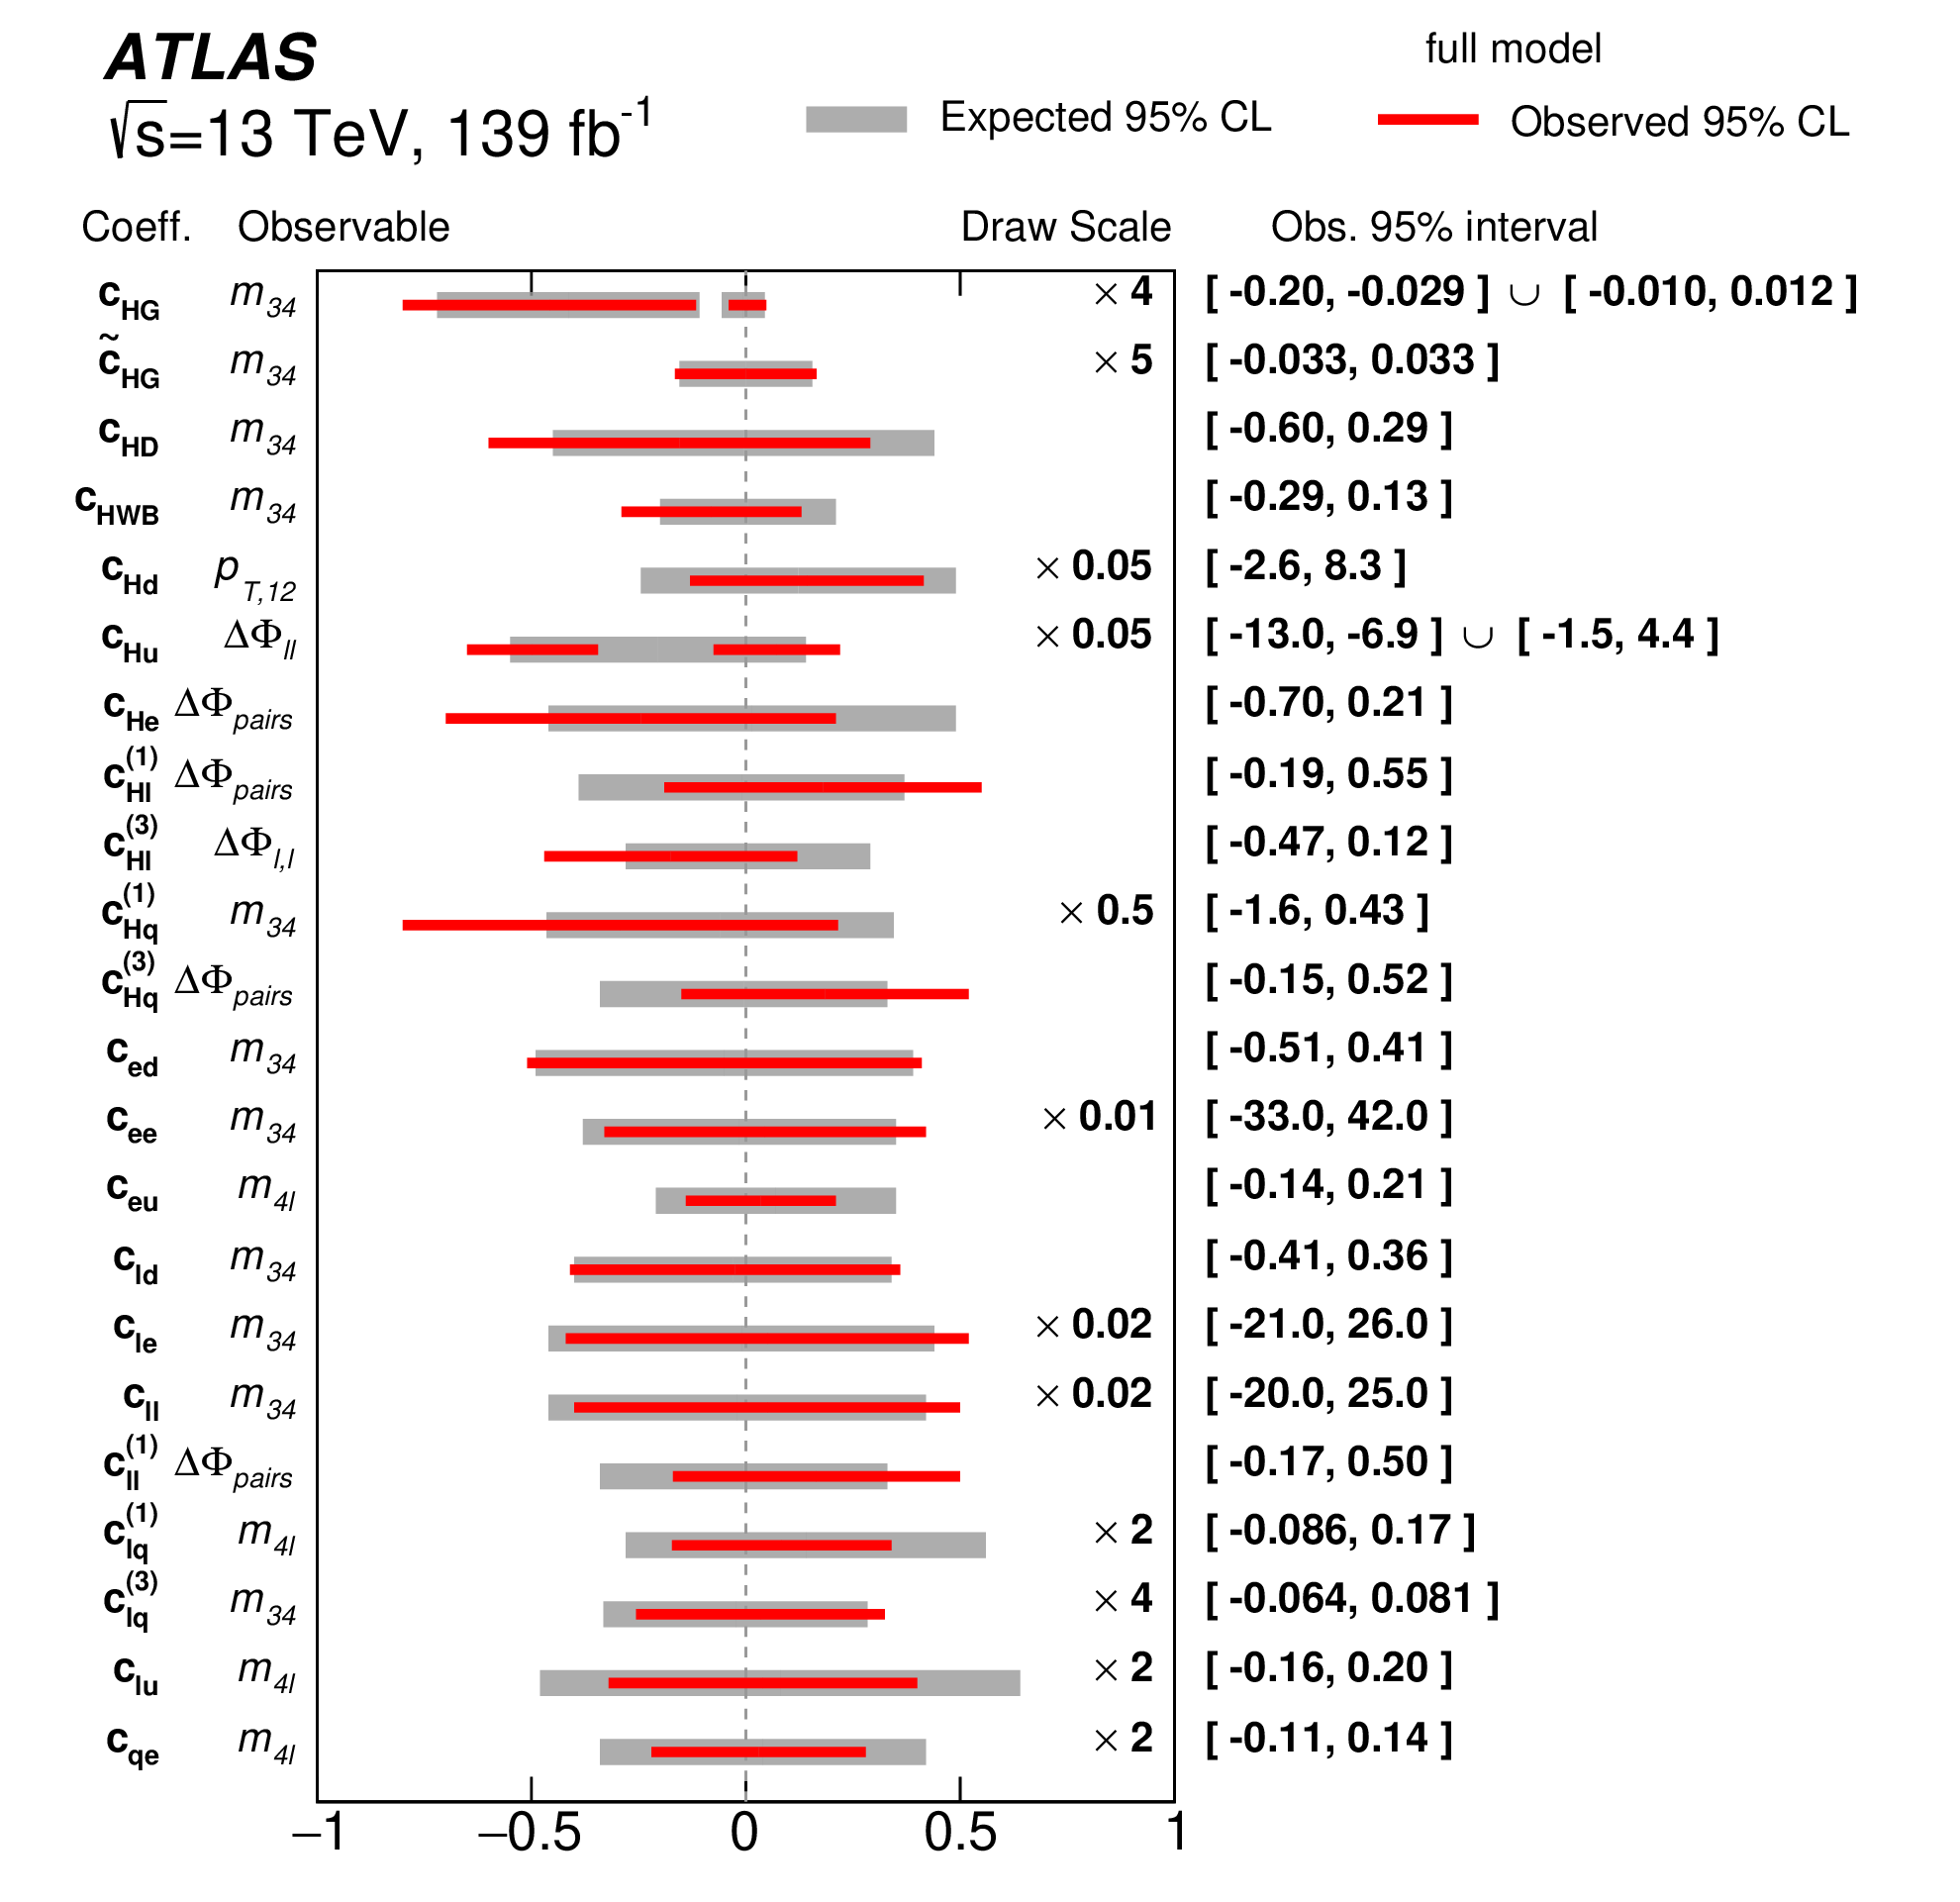 ATLAS
full model
√s=13 TeV, 139 fb⁻¹
Expected 95% CL
Observed 95% CL
Coeff. Observable Draw Scale Obs. 95% interval
c_HG m_34 × 4 [ -0.20, -0.029 ] ∪ [ -0.010, 0.012 ]
c̃_HG m_34 × 5 [ -0.033, 0.033 ]
c_HD m_34 [ -0.60, 0.29 ]
c_HWB m_34 [ -0.29, 0.13 ]
c_Hd p_T,12 × 0.05 [ -2.6, 8.3 ]
c_Hu ΔΦ_ll × 0.05 [ -13.0, -6.9 ] ∪ [ -1.5, 4.4 ]
c_He ΔΦ_pairs [ -0.70, 0.21 ]
c_Hl^(1) ΔΦ_pairs [ -0.19, 0.55 ]
c_Hl^(3) ΔΦ_l,l [ -0.47, 0.12 ]
c_Hq^(1) m_34 × 0.5 [ -1.6, 0.43 ]
c_Hq^(3) ΔΦ_pairs [ -0.15, 0.52 ]
c_ed m_34 [ -0.51, 0.41 ]
c_ee m_34 × 0.01 [ -33.0, 42.0 ]
c_eu m_4l [ -0.14, 0.21 ]
c_ld m_34 [ -0.41, 0.36 ]
c_le m_34 × 0.02 [ -21.0, 26.0 ]
c_ll m_34 × 0.02 [ -20.0, 25.0 ]
c_ll^(1) ΔΦ_pairs [ -0.17, 0.50 ]
c_lq^(1) m_4l × 2 [ -0.086, 0.17 ]
c_lq^(3) m_34 × 4 [ -0.064, 0.081 ]
c_lu m_4l × 2 [ -0.16, 0.20 ]
c_qe m_4l × 2 [ -0.11, 0.14 ]
−1 −0.5 0 0.5 1